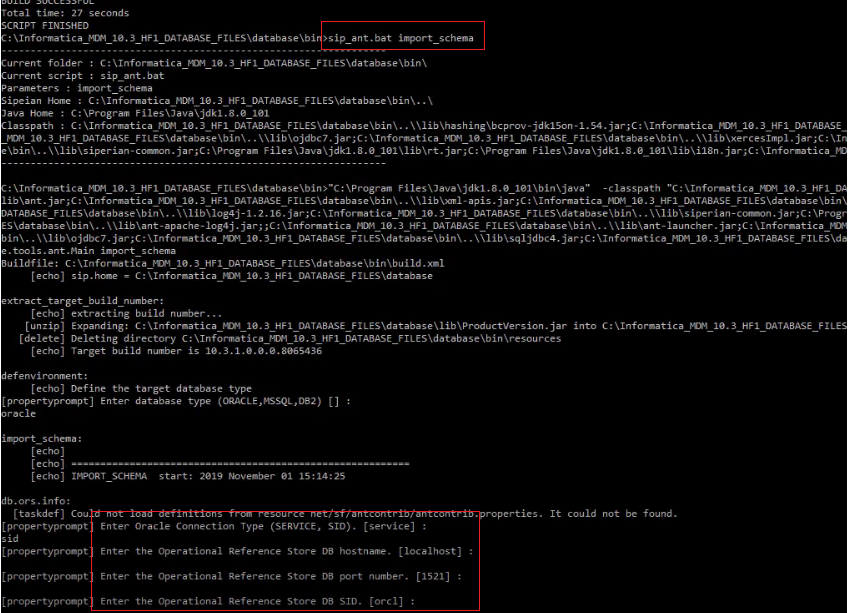 BUILD SUCCESSFUL
Total time: 27 seconds
SCRIPT FINISHED
C:\Informatica_MDM_10.3_HF1_DATABASE_FILES\database\bin>sip_ant.bat import_schema
-------------------------------------------------------------------
Current folder : C:\Informatica_MDM_10.3_HF1_DATABASE_FILES\database\bin\
Current script : sip_ant.bat
Parameters : import_schema
Sipeian Home : C:\Informatica_MDM_10.3_HF1_DATABASE_FILES\database\bin\..\
Java Home : C:\Program Files\Java\jdk1.8.0_101
Classpath : C:\Informatica_MDM_10.3_HF1_DATABASE_FILES\database\bin\..\\lib\hashing\bcprov-jdk15on-1.54.jar;C:\Informatica_MDM_10.3_HF1_DATABASE_
_MDM_10.3_HF1_DATABASE_FILES\database\bin\..\\lib\ojdbc7.jar;C:\Informatica_MDM_10.3_HF1_DATABASE_FILES\database\bin\..\\lib\xercesImpl.jar;C:\In
e\bin\..\\lib\siperian-common.jar;C:\Program Files\Java\jdk1.8.0_101\lib\rt.jar;C:\Program Files\Java\jdk1.8.0_101\lib\i18n.jar;C:\Informatica_MD
-------------------------------------------------------------------
C:\Informatica_MDM_10.3_HF1_DATABASE_FILES\database\bin>"C:\Program Files\Java\jdk1.8.0_101\bin\java"  -classpath "C:\Informatica_MDM_10.3_HF1_DA
lib\ant.jar;C:\Informatica_MDM_10.3_HF1_DATABASE_FILES\database\bin\..\\lib\xml-apis.jar;C:\Informatica_MDM_10.3_HF1_DATABASE_FILES\database\bin\
DATABASE_FILES\database\bin\..\\lib\log4j-1.2.16.jar;C:\Informatica_MDM_10.3_HF1_DATABASE_FILES\database\bin\..\\lib\siperian-common.jar;C:\Progr
ES\database\bin\..\\lib\ant-apache-log4j.jar;;C:\Informatica_MDM_10.3_HF1_DATABASE_FILES\database\bin\..\\lib\ant-launcher.jar;C:\Informatica_MDM
bin\..\\lib\ojdbc7.jar;C:\Informatica_MDM_10.3_HF1_DATABASE_FILES\database\bin\..\\lib\sqljdbc4.jar;C:\Informatica_MDM_10.3_HF1_DATABASE_FILES\da
e.tools.ant.Main import_schema
Buildfile: C:\Informatica_MDM_10.3_HF1_DATABASE_FILES\database\bin\build.xml
[echo] sip.home = C:\Informatica_MDM_10.3_HF1_DATABASE_FILES\database
extract_target_build_number:
[echo] extracting build number...
[unzip] Expanding: C:\Informatica_MDM_10.3_HF1_DATABASE_FILES\database\lib\ProductVersion.jar into C:\Informatica_MDM_10.3_HF1_DATABASE_FILES
[delete] Deleting directory C:\Informatica_MDM_10.3_HF1_DATABASE_FILES\database\bin\resources
[echo] Target build number is 10.3.1.0.0.0.8065436
defenvironment:
[echo] Define the target database type
[propertyprompt] Enter database type (ORACLE,MSSQL,DB2) [] :
oracle
import_schema:
[echo]
[echo] ===========================================================
[echo] IMPORT_SCHEMA  start: 2019 November 01 15:14:25
db.ors.info:
[taskdef] Could not load definitions from resource net/sf/antcontrib/antcontrib.properties. It could not be found.
[propertyprompt] Enter Oracle Connection Type (SERVICE, SID). [service] :
sid
[propertyprompt] Enter the Operational Reference Store DB hostname. [localhost] :
[propertyprompt] Enter the Operational Reference Store DB port number. [1521] :
[propertyprompt] Enter the Operational Reference Store DB SID. [orcl] :